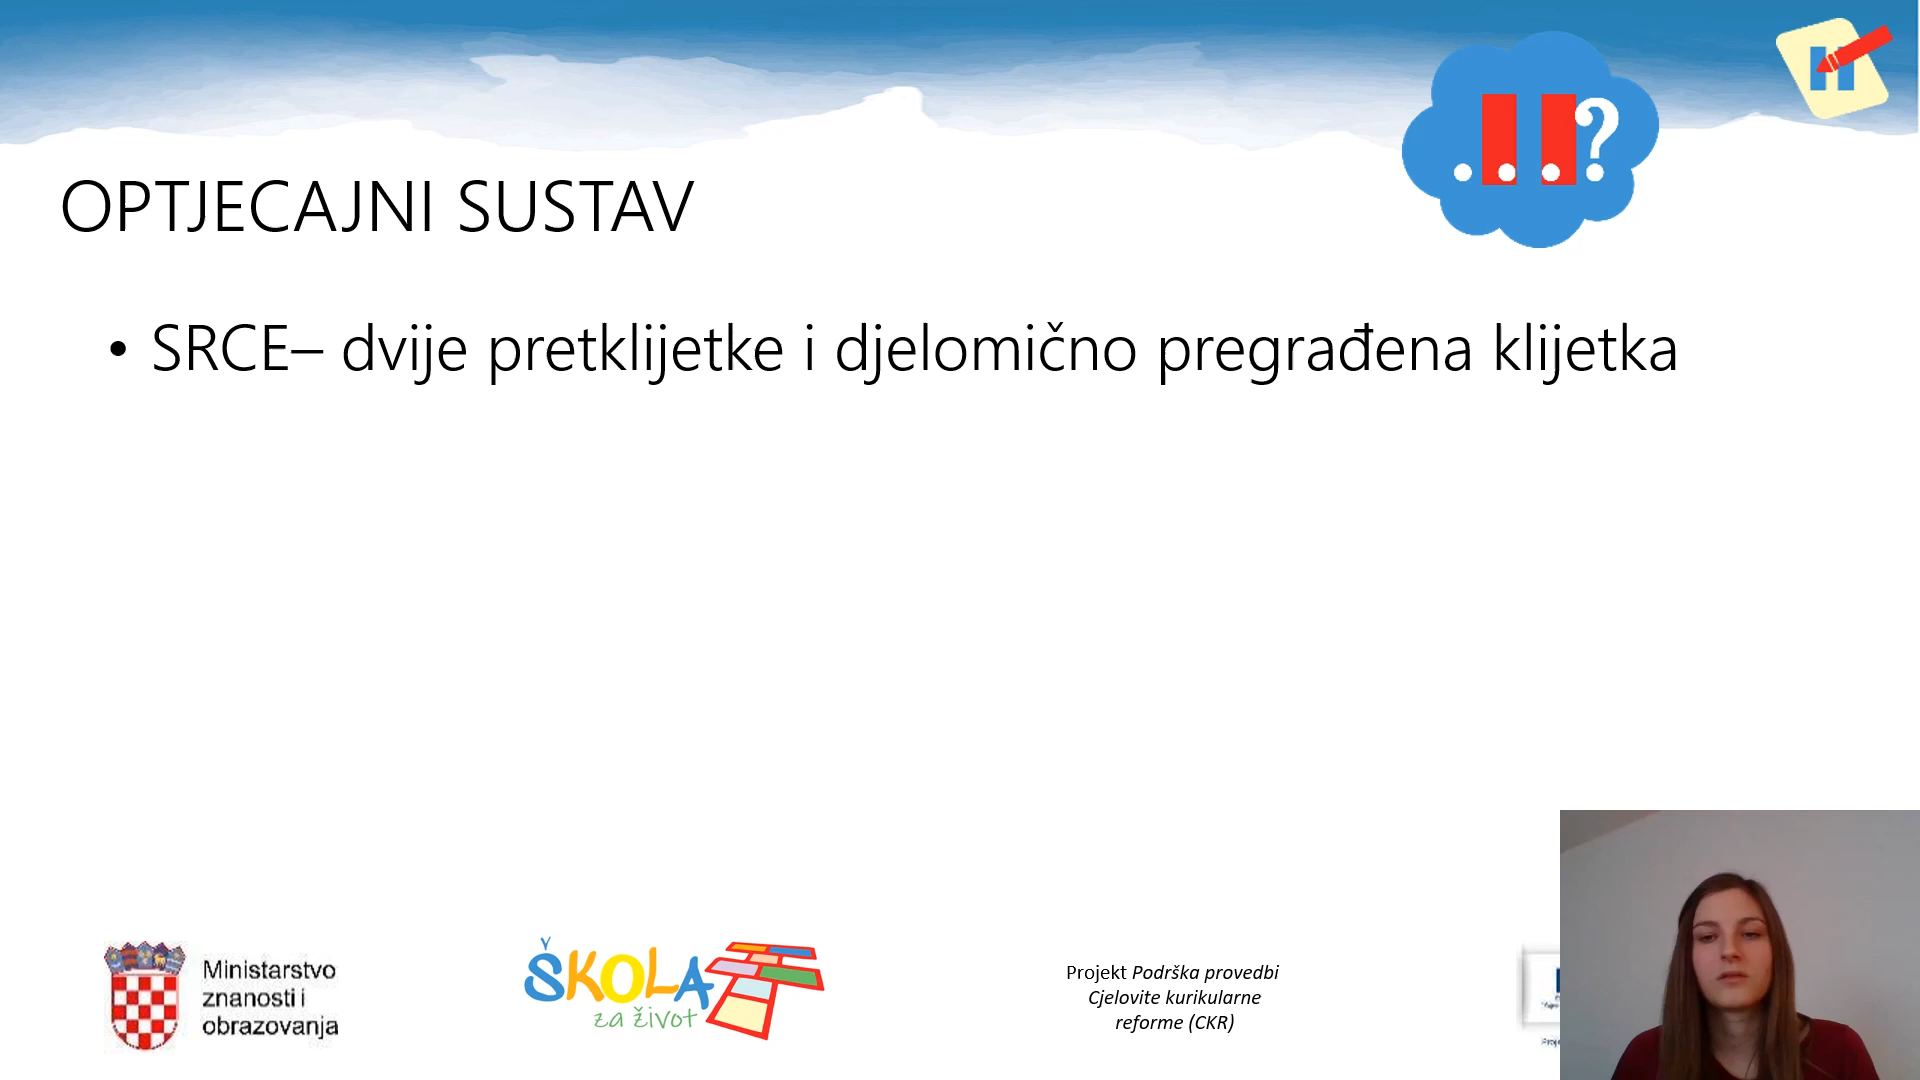 OPTJECAJNI SUSTAV
• SRCE– dvije pretklijetke i djelomično pregrađena klijetka
Ministarstvo
znanosti i
obrazovanja
ŠKOLA
za život
Projekt Podrška provedbi
Cjelovite kurikularne
reforme (CKR)